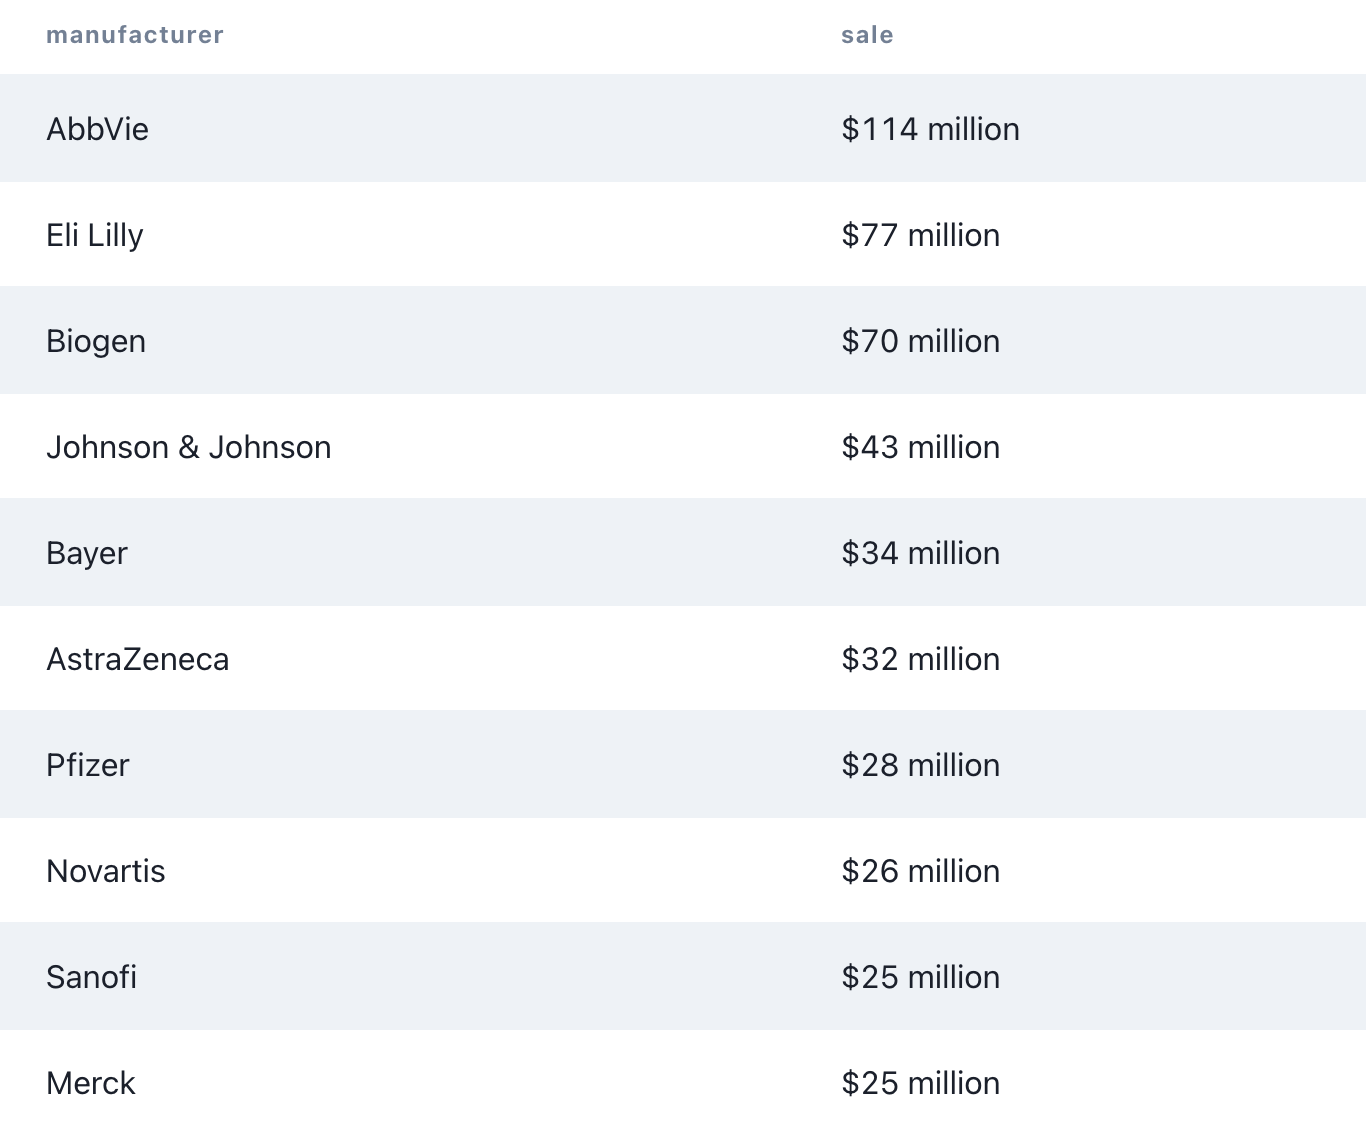 manufacturer sale
AbbVie $114 million
Eli Lilly $77 million
Biogen $70 million
Johnson & Johnson $43 million
Bayer $34 million
AstraZeneca $32 million
Pfizer $28 million
Novartis $26 million
Sanofi $25 million
Merck $25 million